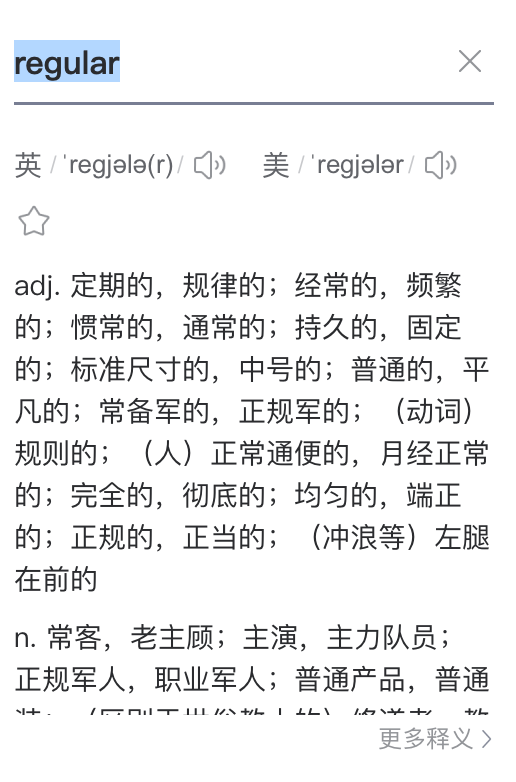 regular
英 /ˈreɡjələ(r)/ 美 /ˈreɡjələr/
adj. 定期的，规律的；经常的，频繁
的；惯常的，通常的；持久的，固定
的；标准尺寸的，中号的；普通的，平
凡的；常备军的，正规军的；（动词）
规则的；（人）正常通便的，月经正常
的；完全的，彻底的；均匀的，端正
的；正规的，正当的；（冲浪等）左腿
在前的
n. 常客，老主顾；主演，主力队员；
正规军人，职业军人；普通产品，普通
更多释义